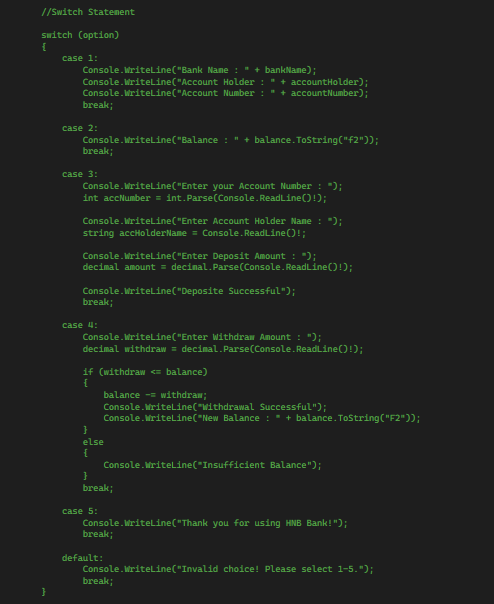 //Switch Statement
switch (option)
{
case 1:
Console.WriteLine("Bank Name : " + bankName);
Console.WriteLine("Account Holder : " + accountHolder);
Console.WriteLine("Account Number : " + accountNumber);
break;
case 2:
Console.WriteLine("Balance : " + balance.ToString("f2"));
break;
case 3:
Console.WriteLine("Enter your Account Number : ");
int accNumber = int.Parse(Console.ReadLine()!);
Console.WriteLine("Enter Account Holder Name : ");
string accHolderName = Console.ReadLine()!;
Console.WriteLine("Enter Deposit Amount : ");
decimal amount = decimal.Parse(Console.ReadLine()!);
Console.WriteLine("Deposite Successful");
break;
case 4:
Console.WriteLine("Enter Withdraw Amount : ");
decimal withdraw = decimal.Parse(Console.ReadLine()!);
if (withdraw <= balance)
{
balance -= withdraw;
Console.WriteLine("Withdrawal Successful");
Console.WriteLine("New Balance : " + balance.ToString("F2"));
}
else
{
Console.WriteLine("Insufficient Balance");
}
break;
case 5:
Console.WriteLine("Thank you for using HNB Bank!");
break;
default:
Console.WriteLine("Invalid choice! Please select 1-5.");
break;
}